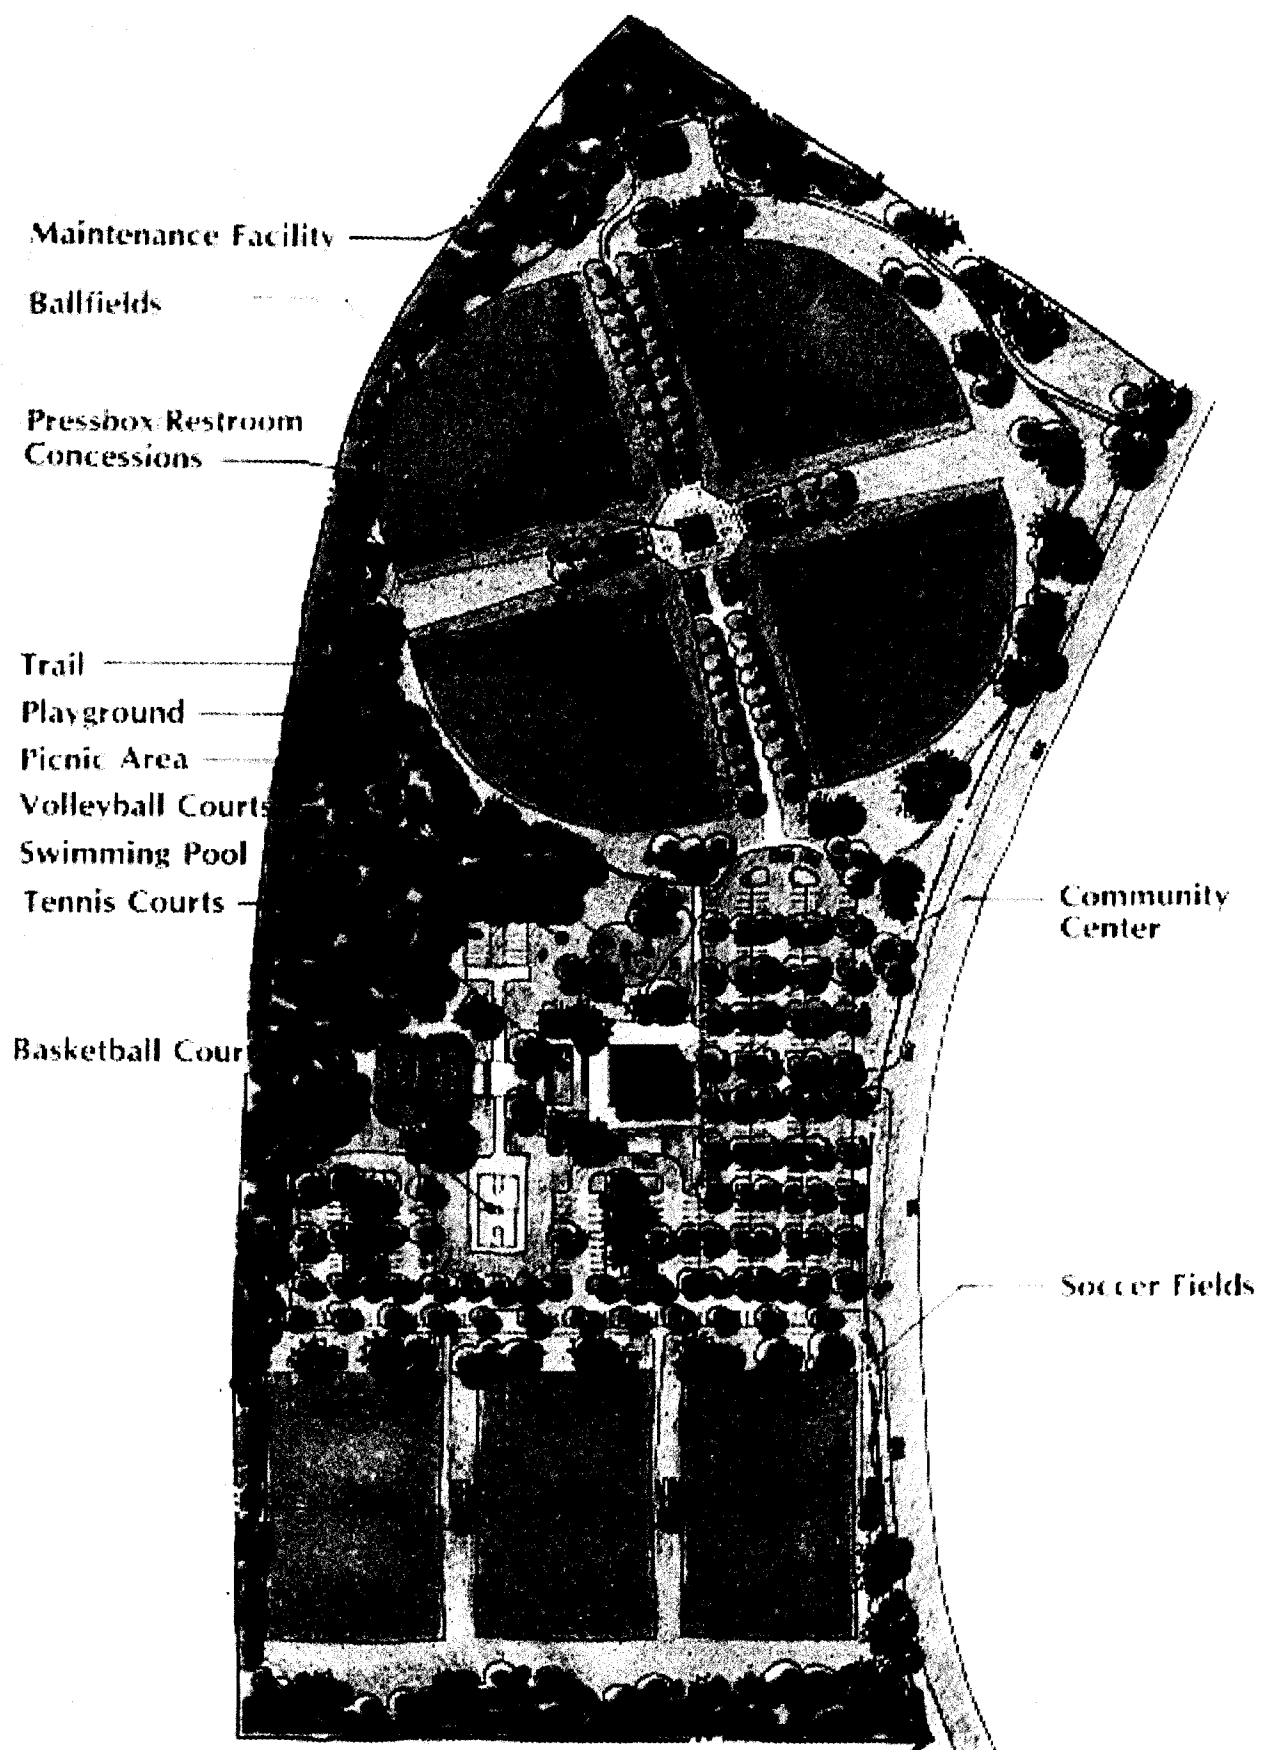 Maintenance Facility
Ballfields
Pressbox Restroom
Concessions
Trail
Playground
Picnic Area
Volleyball Courts
Swimming Pool
Tennis Courts
Basketball Cour
Community
Center
Soccer Fields